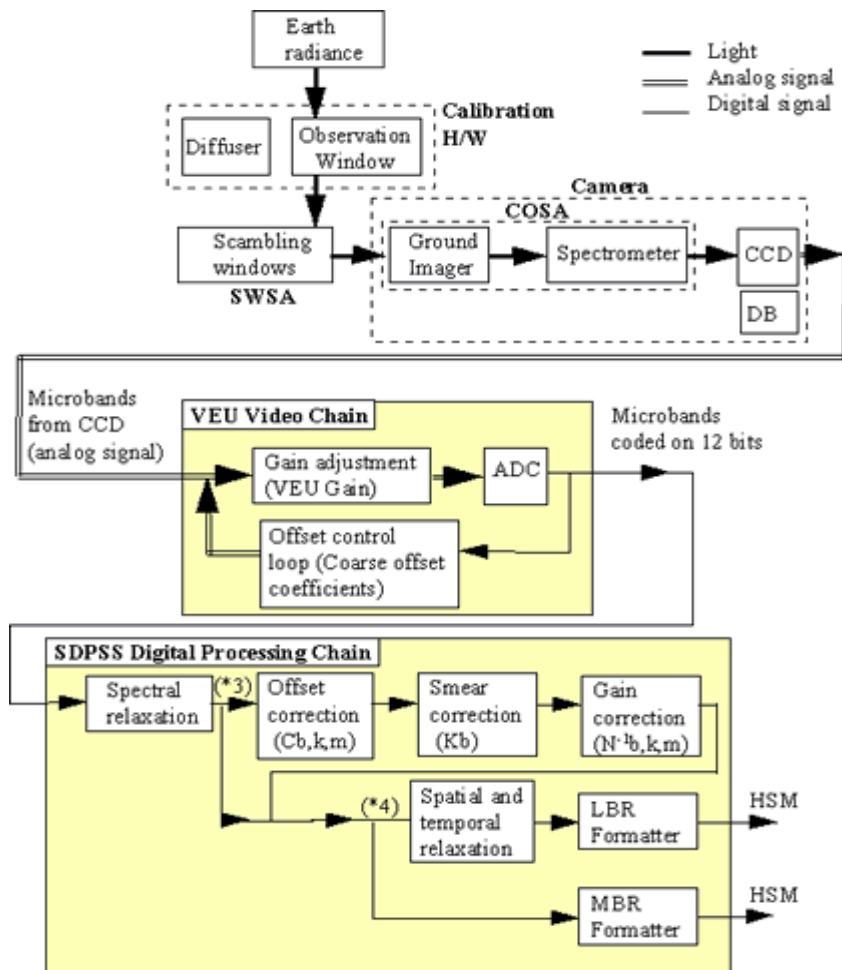 Earth
radiance
Light
Analog signal
Digital signal
Calibration
H/W
Diffuser
Observation
Window
Camera
COSA
Scambling
windows
SWSA
Ground
Imager
Spectrometer
CCD
DB
Microbands
from CCD
(analog signal)
VEU Video Chain
Microbands
coded on 12 bits
Gain adjustment
(VEU Gain)
ADC
Offset control
loop (Coarse offset
coefficients)
SDPSS Digital Processing Chain
Spectral
relaxation
(*3)
Offset
correction
(Cb,k,m)
Smear
correction
(Kb)
Gain
correction
(N⁻¹b,k,m)
(*4)
Spatial and
temporal
relaxation
LBR
Formatter
HSM
MBR
Formatter
HSM